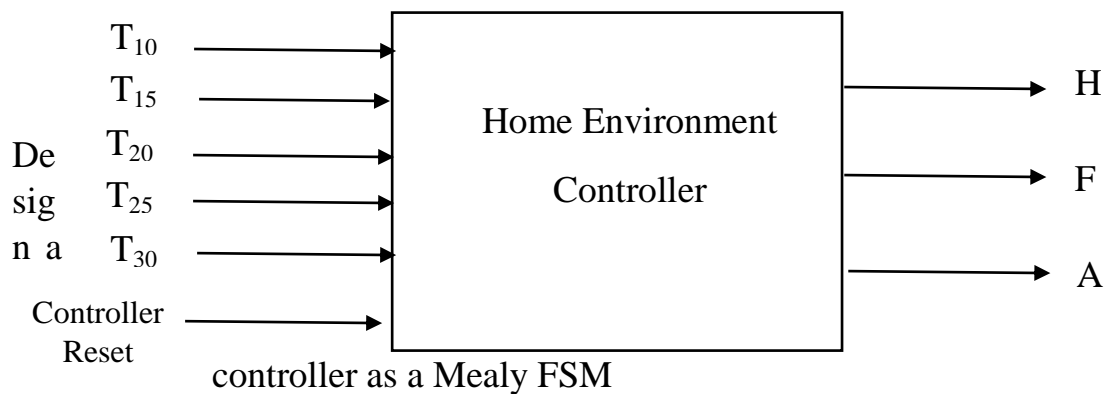 T₁₀
T₁₅
T₂₀
T₂₅
T₃₀
De
sig
n a
Controller
Reset
Home Environment
Controller
H
F
A
controller as a Mealy FSM